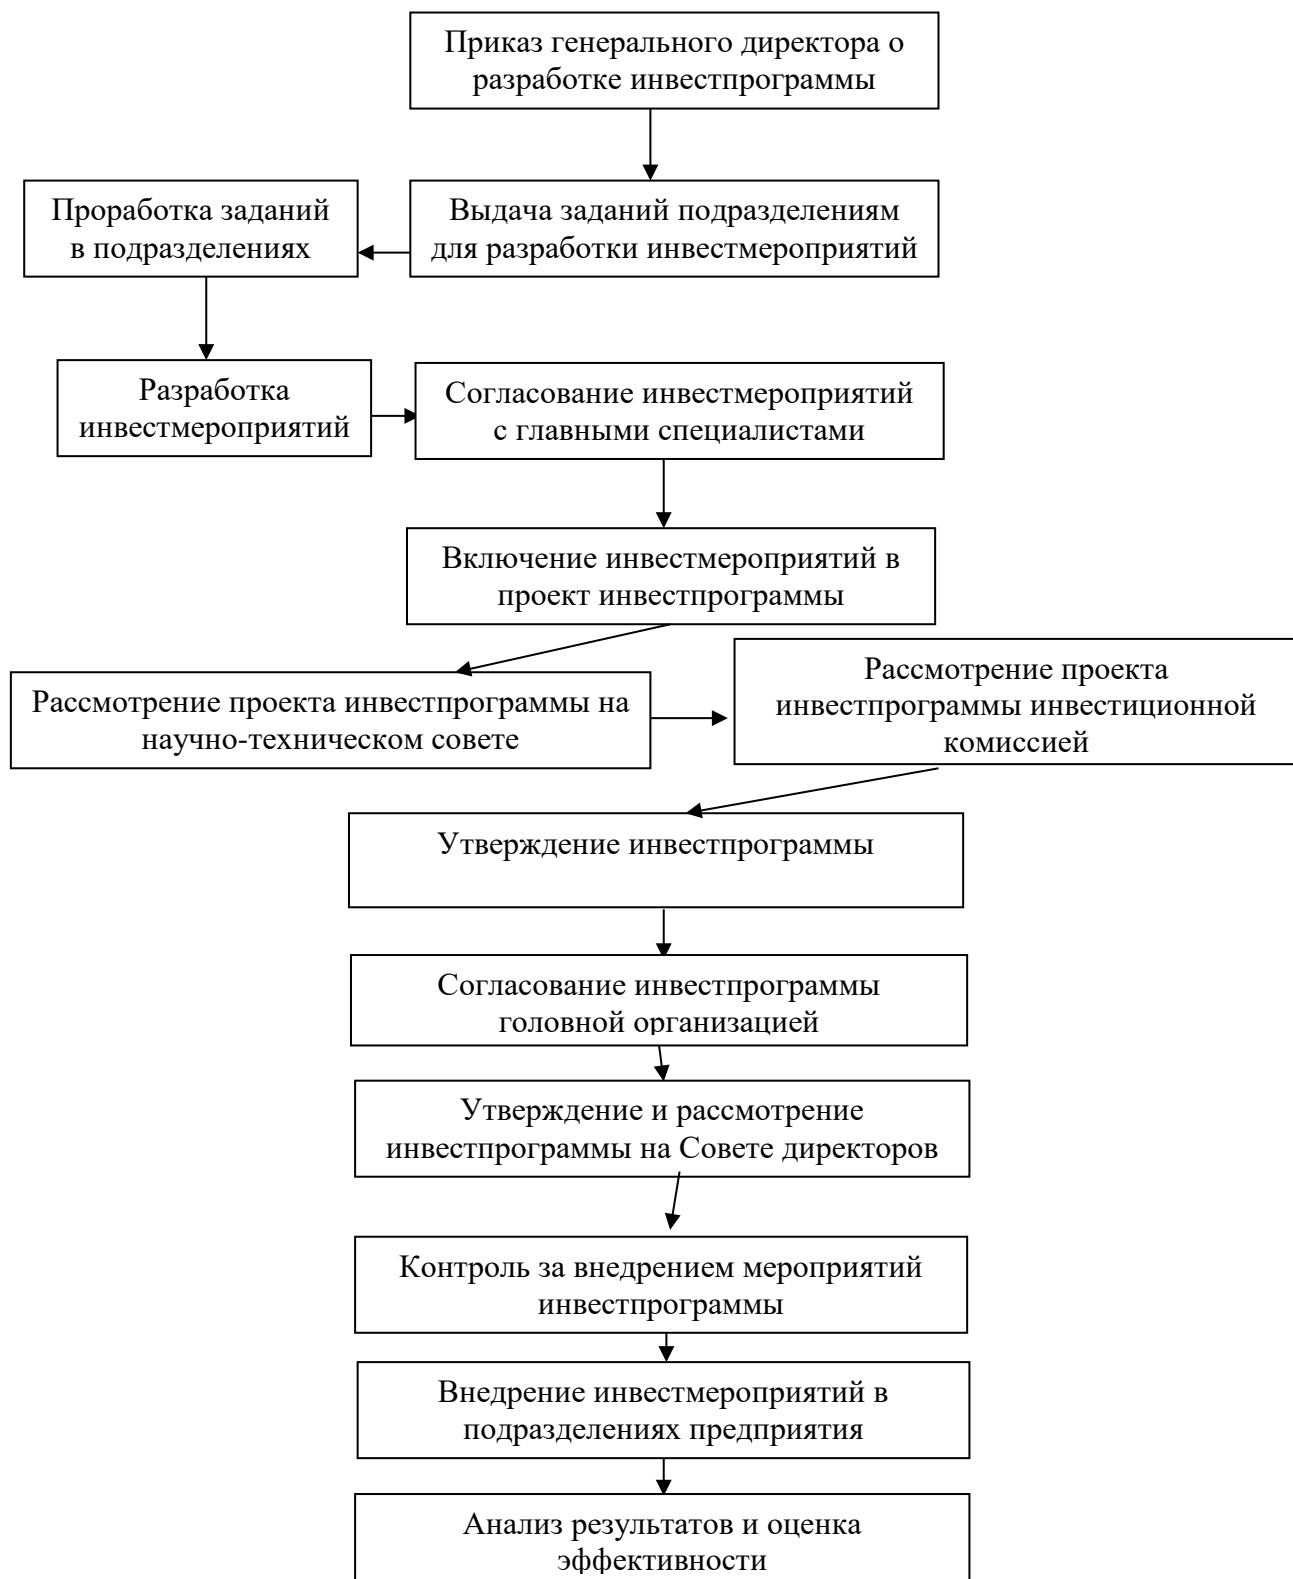 Приказ генерального директора о
разработке инвестпрограммы
Проработка заданий
в подразделениях
Выдача заданий подразделениям
для разработки инвестмероприятий
Разработка
инвестмероприятий
Согласование инвестмероприятий
с главными специалистами
Включение инвестмероприятий в
проект инвестпрограммы
Рассмотрение проекта инвестпрограммы на
научно-техническом совете
Рассмотрение проекта
инвестпрограммы инвестиционной
комиссией
Утверждение инвестпрограммы
Согласование инвестпрограммы
головной организацией
Утверждение и рассмотрение
инвестпрограммы на Совете директоров
Контроль за внедрением мероприятий
инвестпрограммы
Внедрение инвестмероприятий в
подразделениях предприятия
Анализ результатов и оценка
эффективности